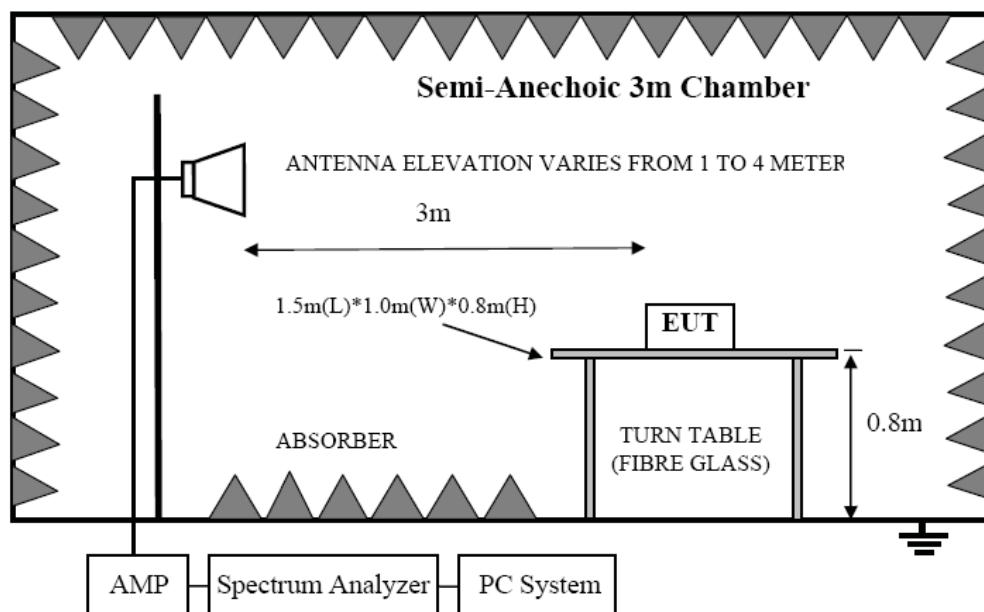 Semi-Anechoic 3m Chamber
ANTENNA ELEVATION VARIES FROM 1 TO 4 METER
3m
1.5m(L)*1.0m(W)*0.8m(H)
EUT
0.8m
ABSORBER
TURN TABLE
(FIBRE GLASS)
AMP
Spectrum Analyzer
PC System